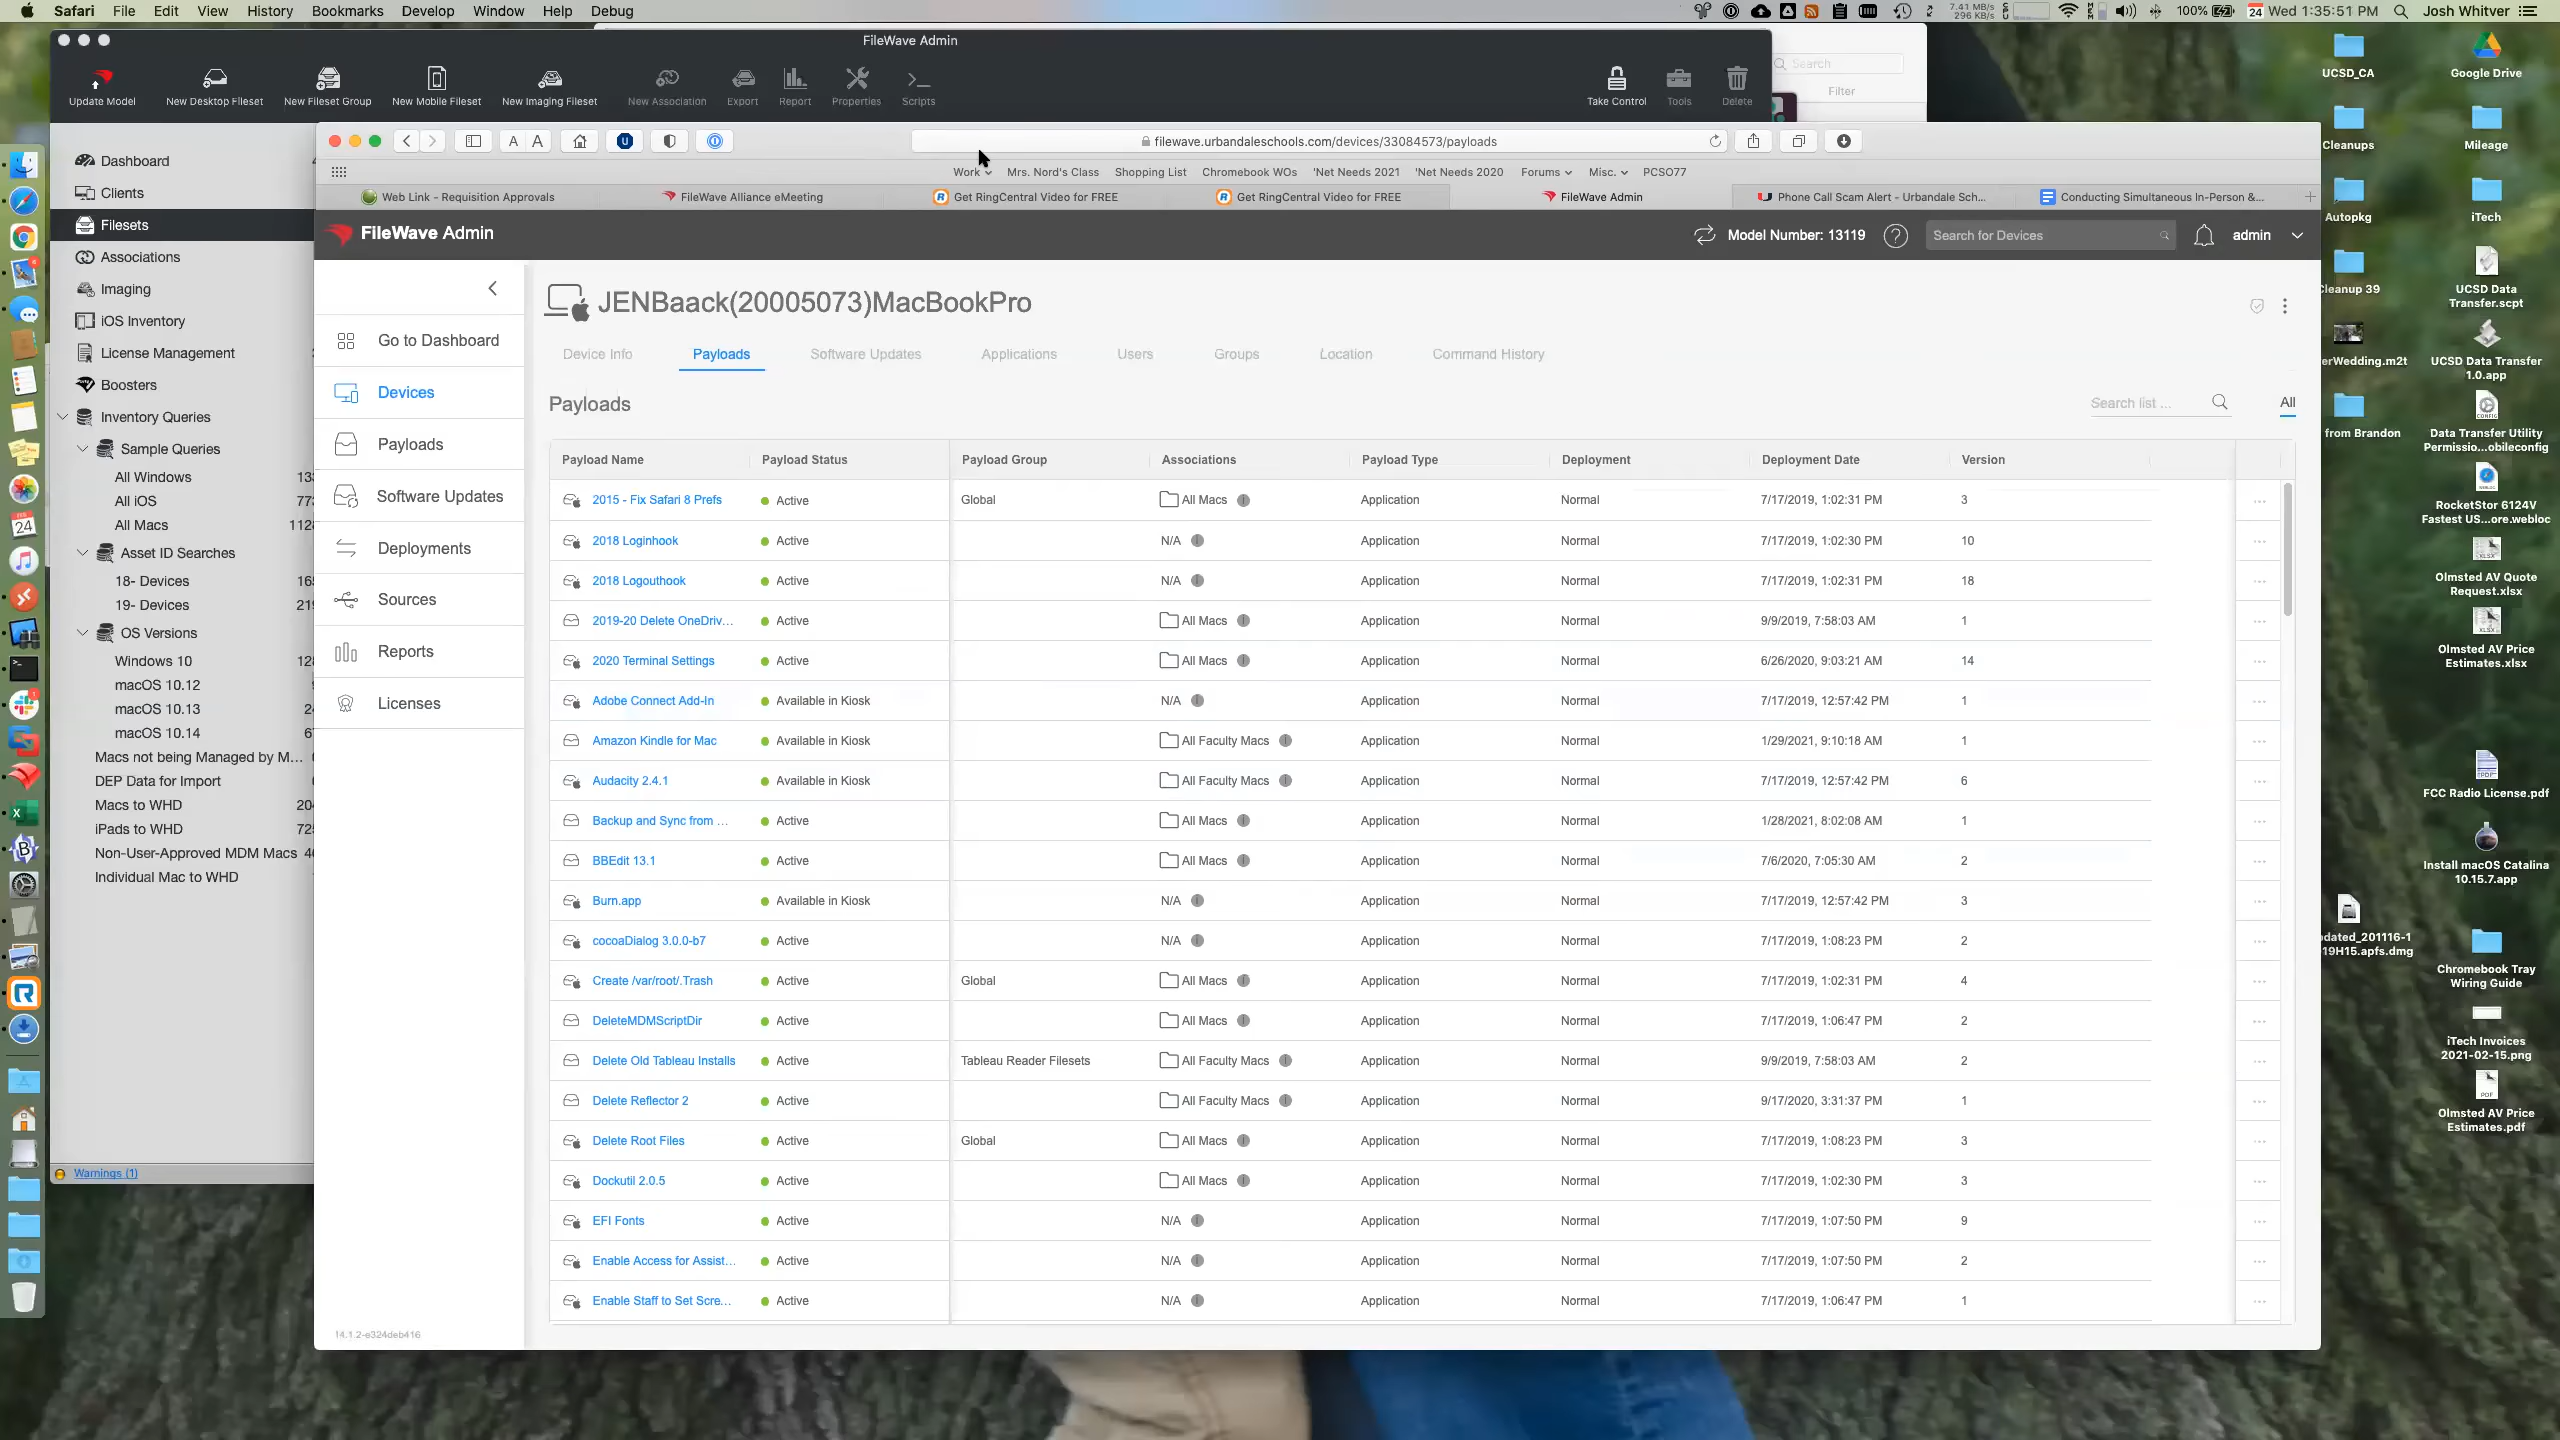 Safari File Edit View History Bookmarks Develop Window Help Debug
7.41 MB/s
296 KB/s
100% Wed 1:35:51 PM Josh Whitver
FileWave Admin
Update Model New Desktop Fileset New Fileset Group New Mobile Fileset New Imaging Fileset New Association Export Report Properties Scripts Take Control Tools Delete
Search
Filter
Dashboard
Clients
Filesets
Associations
Imaging
iOS Inventory
License Management
Boosters
Inventory Queries
Sample Queries
All Windows 13
All iOS 77
All Macs 112
Asset ID Searches
18- Devices 16
19- Devices 21
OS Versions
Windows 10 12
macOS 10.12
macOS 10.13 2
macOS 10.14 6
Macs not being Managed by M...
DEP Data for Import
Macs to WHD 20
iPads to WHD 72
Non-User-Approved MDM Macs 4
Individual Mac to WHD
Warnings (1)
filewave.urbandaleschools.com/devices/33084573/payloads
Work Mrs. Nord's Class Shopping List Chromebook WOs 'Net Needs 2021 'Net Needs 2020 Forums Misc. PCSO77
Web Link - Requisition Approvals FileWave Alliance eMeeting Get RingCentral Video for FREE Get RingCentral Video for FREE FileWave Admin Phone Call Scam Alert - Urbandale Sch... Conducting Simultaneous In-Person &...
FileWave Admin Model Number: 13119 Search for Devices admin
Go to Dashboard
Devices
Payloads
Software Updates
Deployments
Sources
Reports
Licenses
14.1.2-e324deb416
JENBaack(20005073)MacBookPro
Device Info Payloads Software Updates Applications Users Groups Location Command History
Payloads Search list ... All
Payload Name Payload Status Payload Group Associations Payload Type Deployment Deployment Date Version
2015 - Fix Safari 8 Prefs Active Global All Macs Application Normal 7/17/2019, 1:02:31 PM 3
2018 Loginhook Active N/A Application Normal 7/17/2019, 1:02:30 PM 10
2018 Logouthook Active N/A Application Normal 7/17/2019, 1:02:31 PM 18
2019-20 Delete OneDriv... Active All Macs Application Normal 9/9/2019, 7:58:03 AM 1
2020 Terminal Settings Active All Macs Application Normal 6/26/2020, 9:03:21 AM 14
Adobe Connect Add-In Available in Kiosk N/A Application Normal 7/17/2019, 12:57:42 PM 1
Amazon Kindle for Mac Available in Kiosk All Faculty Macs Application Normal 1/29/2021, 9:10:18 AM 1
Audacity 2.4.1 Available in Kiosk All Faculty Macs Application Normal 7/17/2019, 12:57:42 PM 6
Backup and Sync from ... Active All Macs Application Normal 1/28/2021, 8:02:08 AM 1
BBEdit 13.1 Active All Macs Application Normal 7/6/2020, 7:05:30 AM 2
Burn.app Available in Kiosk N/A Application Normal 7/17/2019, 12:57:42 PM 3
cocoaDialog 3.0.0-b7 Active N/A Application Normal 7/17/2019, 1:08:23 PM 2
Create /var/root/.Trash Active Global All Macs Application Normal 7/17/2019, 1:02:31 PM 4
DeleteMDMScriptDir Active All Macs Application Normal 7/17/2019, 1:06:47 PM 2
Delete Old Tableau Installs Active Tableau Reader Filesets All Faculty Macs Application Normal 9/9/2019, 7:58:03 AM 2
Delete Reflector 2 Active All Faculty Macs Application Normal 9/17/2020, 3:31:37 PM 1
Delete Root Files Active Global All Macs Application Normal 7/17/2019, 1:08:23 PM 3
Dockutil 2.0.5 Active All Macs Application Normal 7/17/2019, 1:02:30 PM 3
EFI Fonts Active N/A Application Normal 7/17/2019, 1:07:50 PM 9
Enable Access for Assist... Active N/A Application Normal 7/17/2019, 1:07:50 PM 2
Enable Staff to Set Scre... Active N/A Application Normal 7/17/2019, 1:06:47 PM 1
UCSD_CA
Cleanups
Autopkg
Cleanup 39
erWedding.m2t
from Brandon
dated_201116-1
19H15.apfs.dmg
Google Drive
Mileage
iTech
UCSD Data
Transfer.scpt
UCSD Data Transfer
1.0.app
Data Transfer Utility
Permissio...obileconfig
RocketStor 6124V
Fastest US...ore.webloc
Olmsted AV Quote
Request.xlsx
Olmsted AV Price
Estimates.xlsx
FCC Radio License.pdf
Install macOS Catalina
10.15.7.app
Chromebook Tray
Wiring Guide
iTech Invoices
2021-02-15.png
Olmsted AV Price
Estimates.pdf